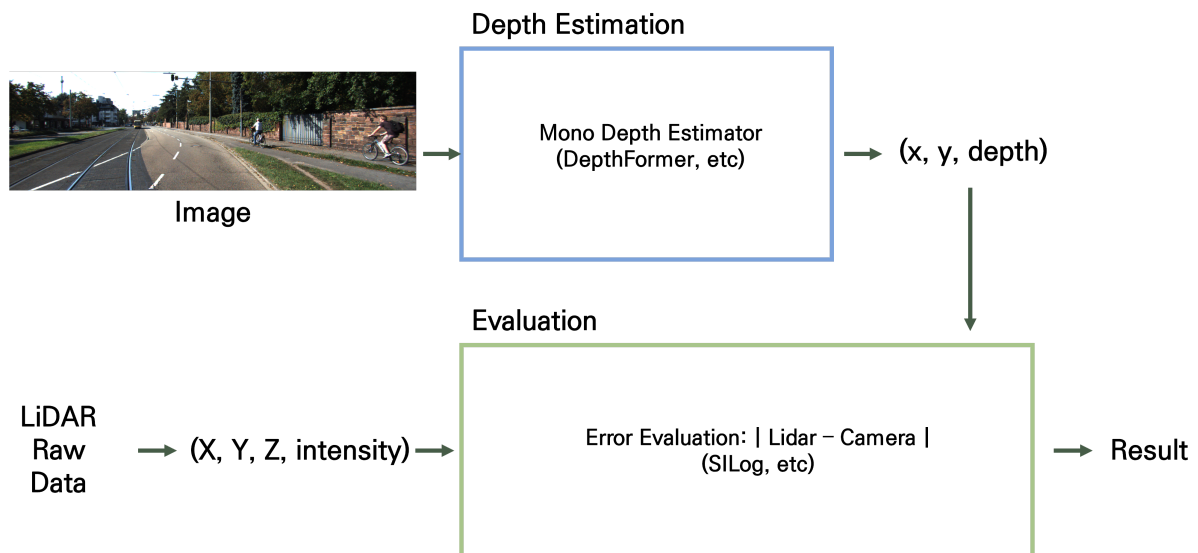 Depth Estimation
Mono Depth Estimator
(DepthFormer, etc)
(x, y, depth)
Image
Evaluation
LiDAR
Raw
Data
(X, Y, Z, intensity)
Error Evaluation: | Lidar – Camera |
(SILog, etc)
Result